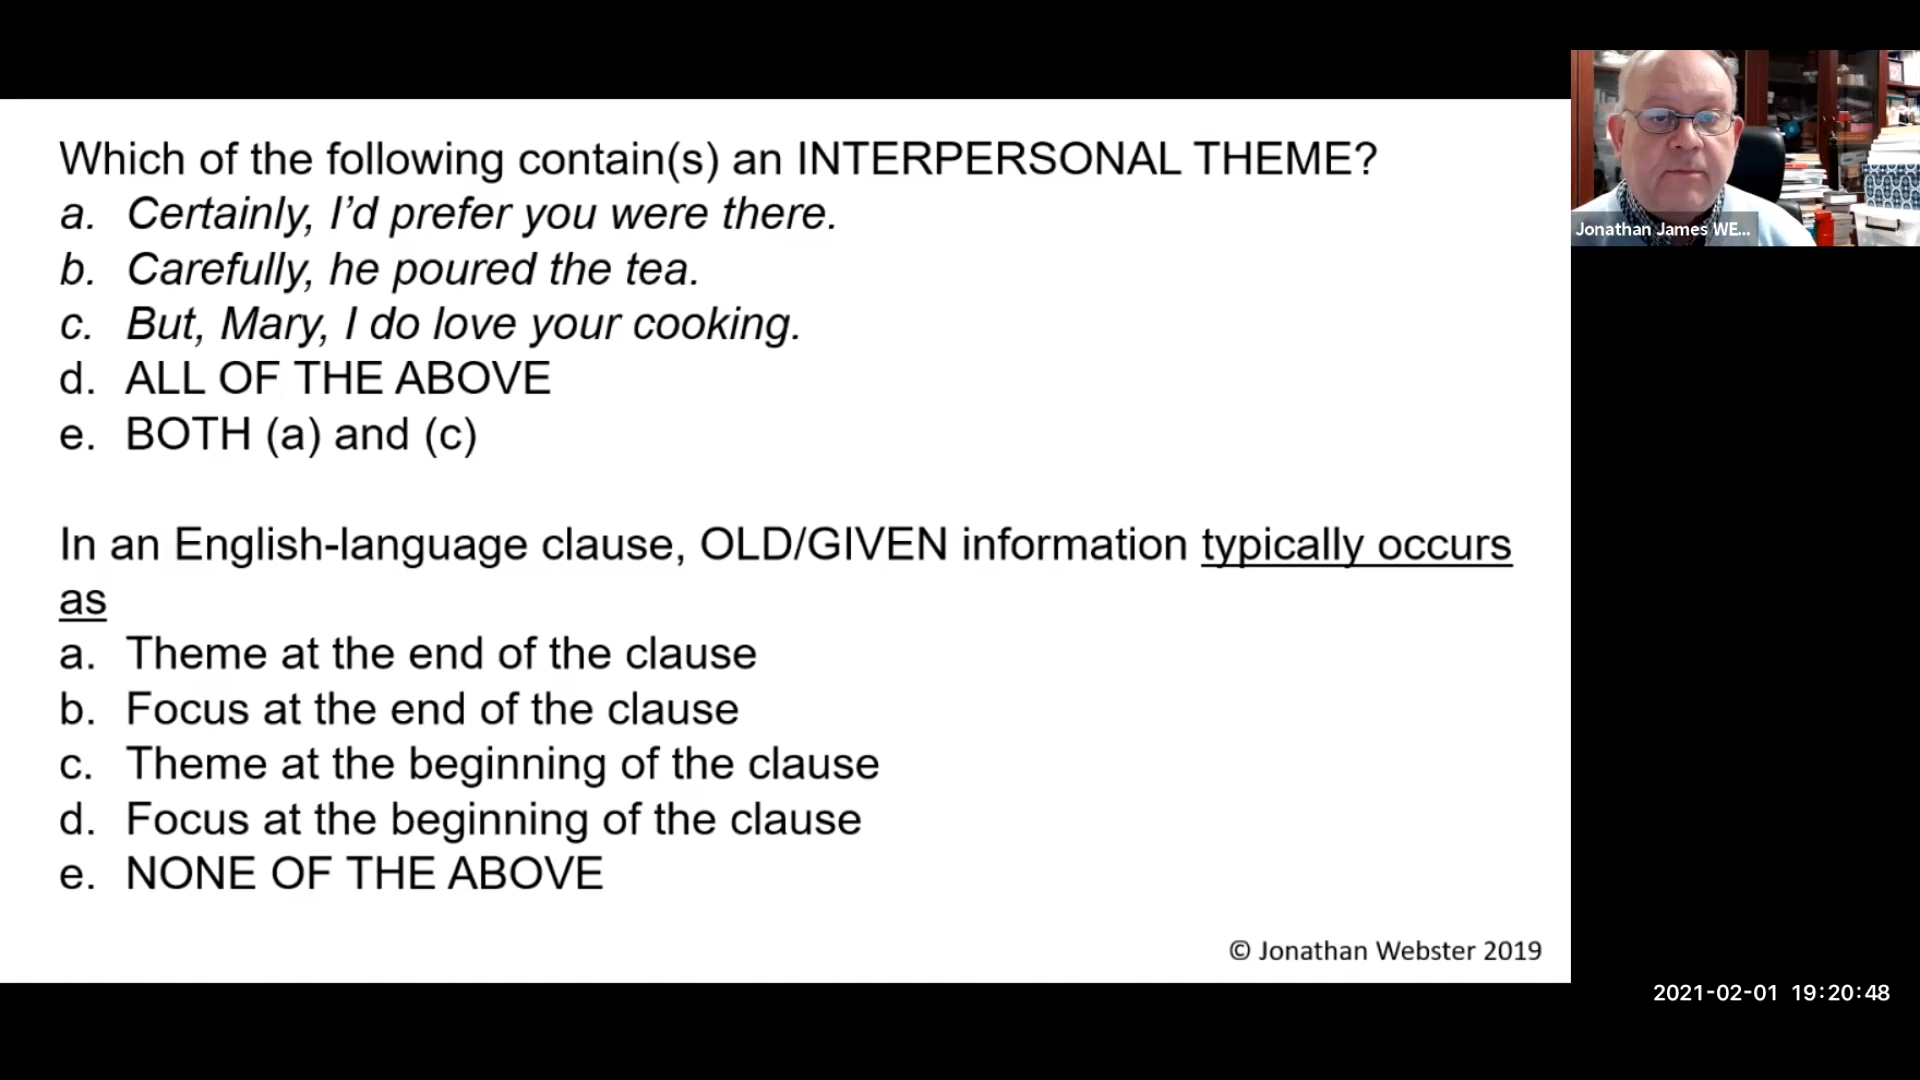 Which of the following contain(s) an INTERPERSONAL THEME?
a. Certainly, I’d prefer you were there.
b. Carefully, he poured the tea.
c. But, Mary, I do love your cooking.
d. ALL OF THE ABOVE
e. BOTH (a) and (c)
In an English-language clause, OLD/GIVEN information typically occurs
as
a. Theme at the end of the clause
b. Focus at the end of the clause
c. Theme at the beginning of the clause
d. Focus at the beginning of the clause
e. NONE OF THE ABOVE
© Jonathan Webster 2019
Jonathan James WE...
2021-02-01 19:20:48